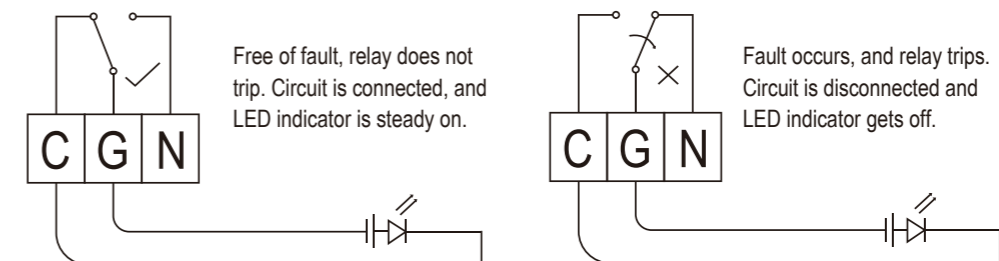 Free of fault, relay does not
trip. Circuit is connected, and
LED indicator is steady on.
C G N
Fault occurs, and relay trips.
Circuit is disconnected and
LED indicator gets off.
C G N